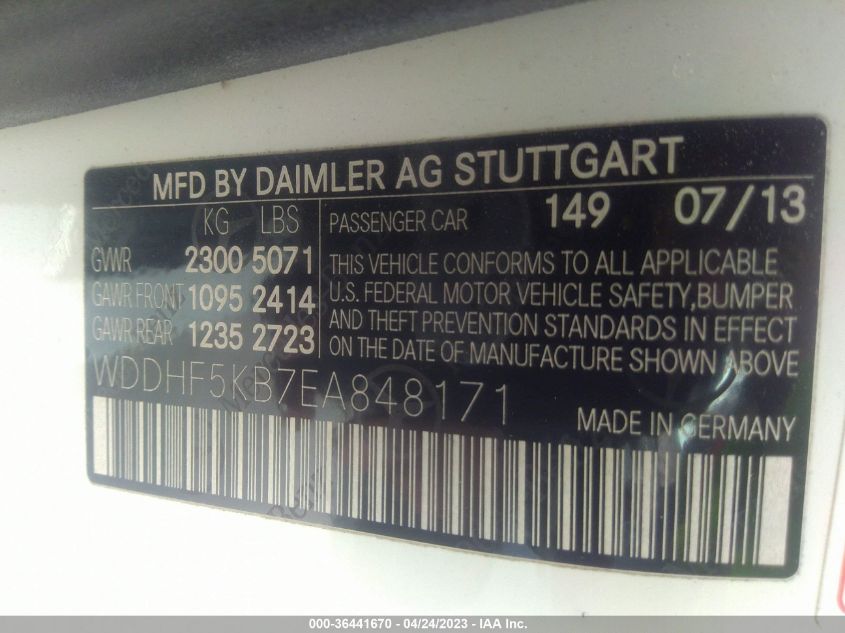 MFD BY DAIMLER AG STUTTGART
KG LBS
GVWR 2300 5071
GAWR FRONT 1095 2414
GAWR REAR 1235 2723
PASSENGER CAR 149 07/13
THIS VEHICLE CONFORMS TO ALL APPLICABLE
U.S. FEDERAL MOTOR VEHICLE SAFETY, BUMPER
AND THEFT PREVENTION STANDARDS IN EFFECT
ON THE DATE OF MANUFACTURE SHOWN ABOVE
WDDHF5KB7EA848171
MADE IN GERMANY
000-36441670 - 04/24/2023 - IAA Inc.